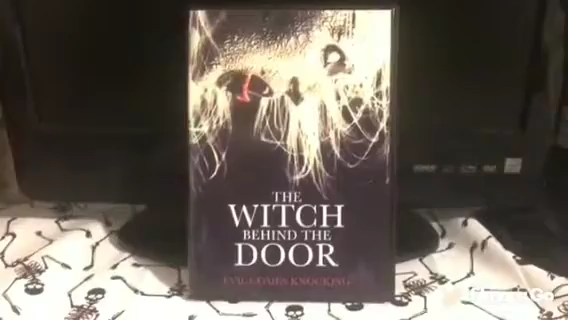 THE
WITCH
BEHIND THE
DOOR
EVIL COMES KNOCKING